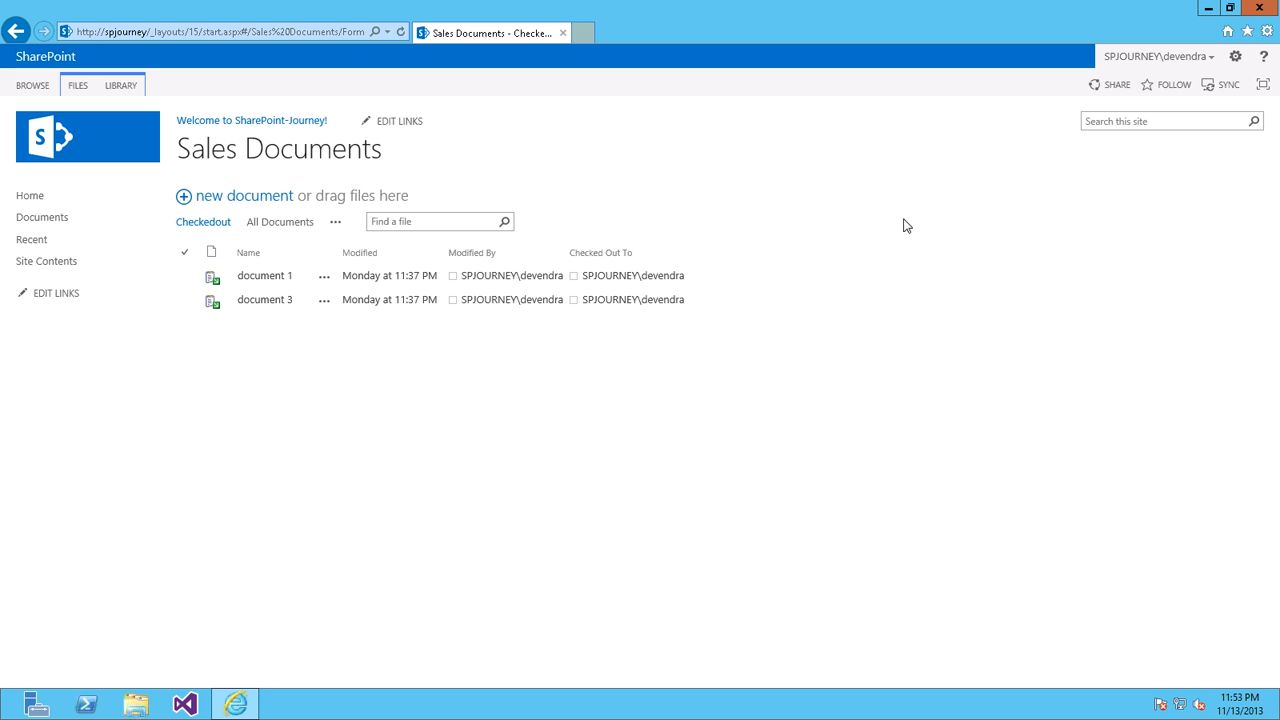 http://spjourney/_layouts/15/start.aspx#/Sales%20Documents/Form
Sales Documents - Checke...
SharePoint
SPJOURNEY\devendra
BROWSE
FILES
LIBRARY
SHARE
FOLLOW
SYNC
Welcome to SharePoint-Journey!
EDIT LINKS
Search this site
Sales Documents
Home
Documents
Recent
Site Contents
EDIT LINKS
new document or drag files here
Checkedout
All Documents
...
Find a file
Name Modified Modified By Checked Out To
document 1 ... Monday at 11:37 PM SPJOURNEY\devendra SPJOURNEY\devendra
document 3 ... Monday at 11:37 PM SPJOURNEY\devendra SPJOURNEY\devendra
11:53 PM
11/13/2013